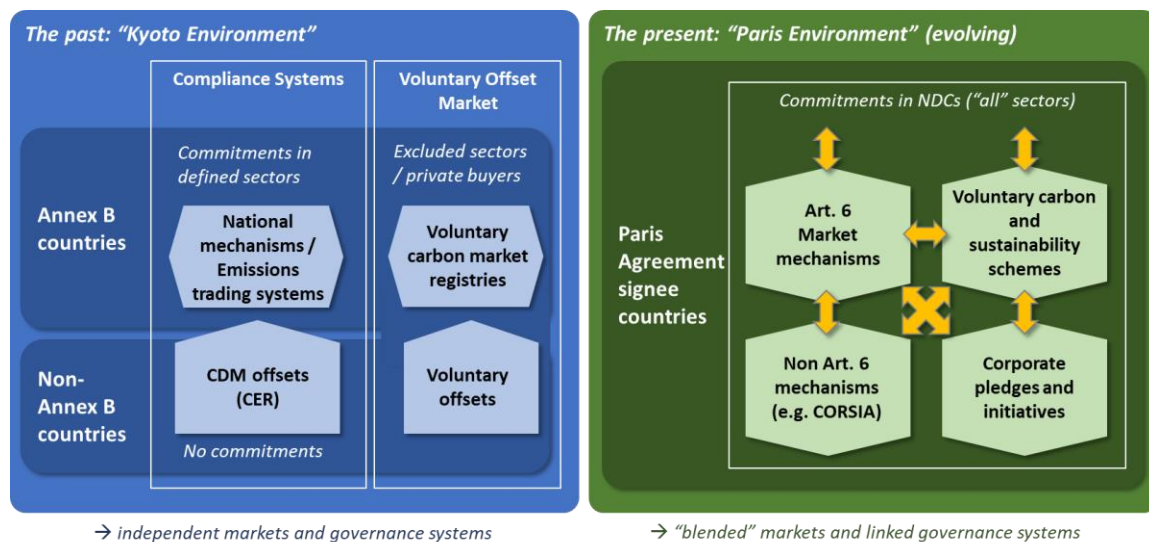 The past: “Kyoto Environment”
Compliance Systems
Voluntary Offset
Market
Annex B
countries
Commitments in
defined sectors
National
mechanisms /
Emissions
trading systems
Excluded sectors
/ private buyers
Voluntary
carbon market
registries
Non-
Annex B
countries
CDM offsets
(CER)
No commitments
Voluntary
offsets
→ independent markets and governance systems
The present: “Paris Environment” (evolving)
Commitments in NDCs (“all” sectors)
Paris
Agreement
signee
countries
Art. 6
Market
mechanisms
Voluntary carbon
and
sustainability
schemes
Non Art. 6
mechanisms
(e.g. CORSIA)
Corporate
pledges and
initiatives
→ “blended” markets and linked governance systems